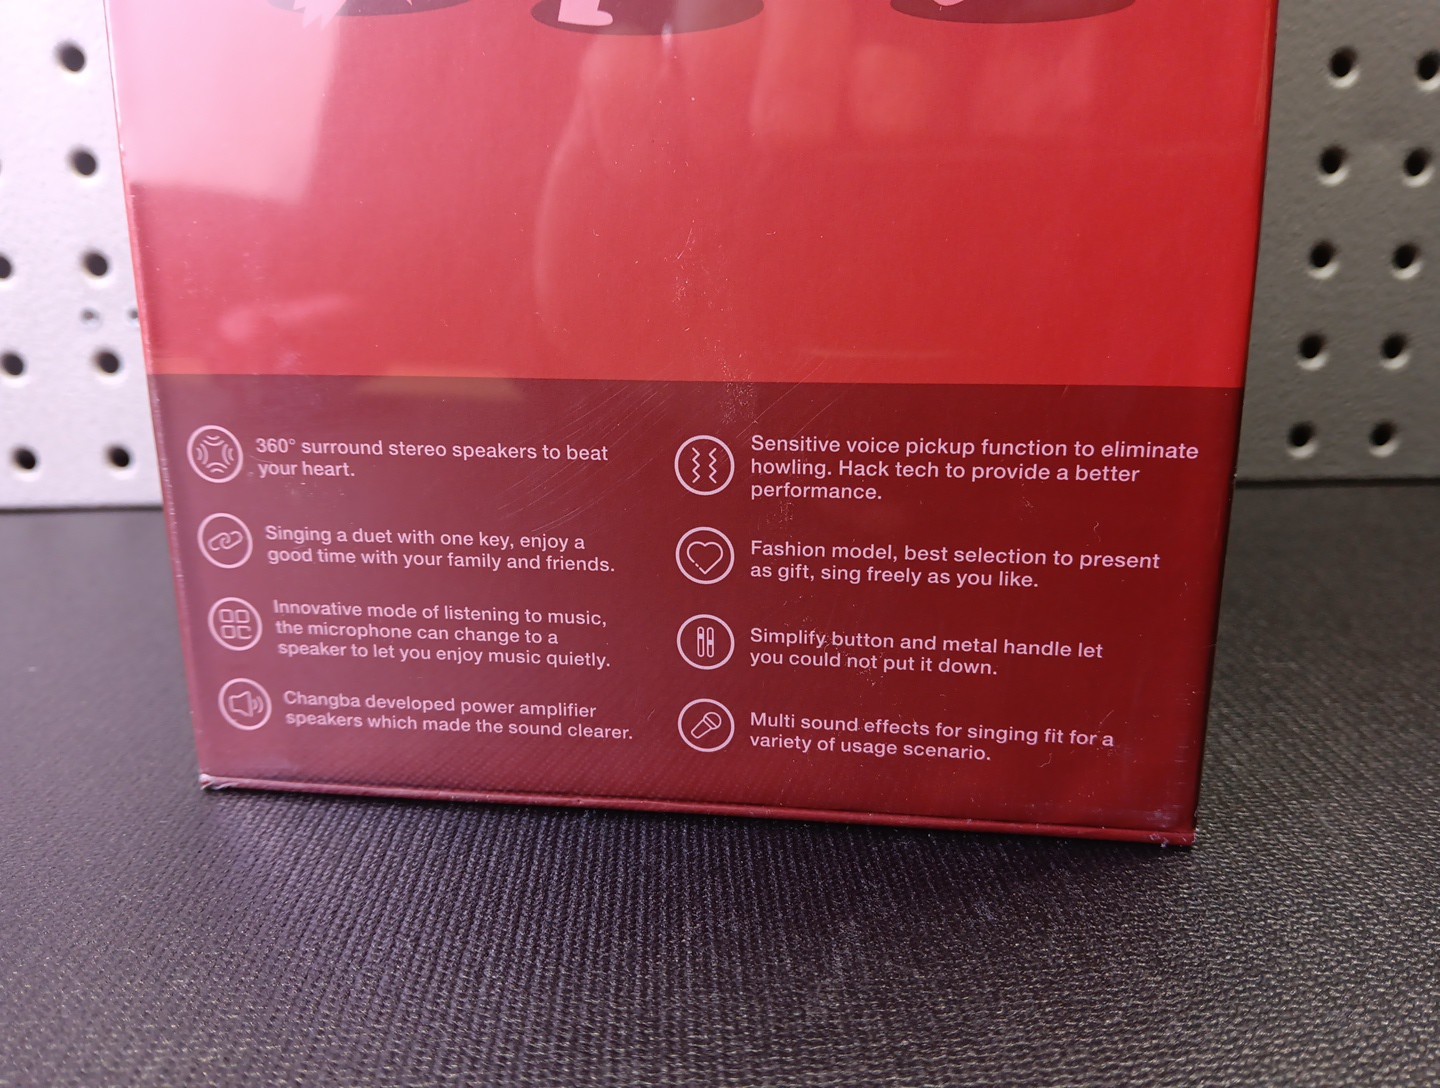 360° surround stereo speakers to beat
your heart.
Singing a duet with one key, enjoy a
good time with your family and friends.
Innovative mode of listening to music,
the microphone can change to a
speaker to let you enjoy music quietly.
Changba developed power amplifier
speakers which made the sound clearer.
Sensitive voice pickup function to eliminate
howling. Hack tech to provide a better
performance.
Fashion model, best selection to present
as gift, sing freely as you like.
Simplify button and metal handle let
you could not put it down.
Multi sound effects for singing fit for a
variety of usage scenario.